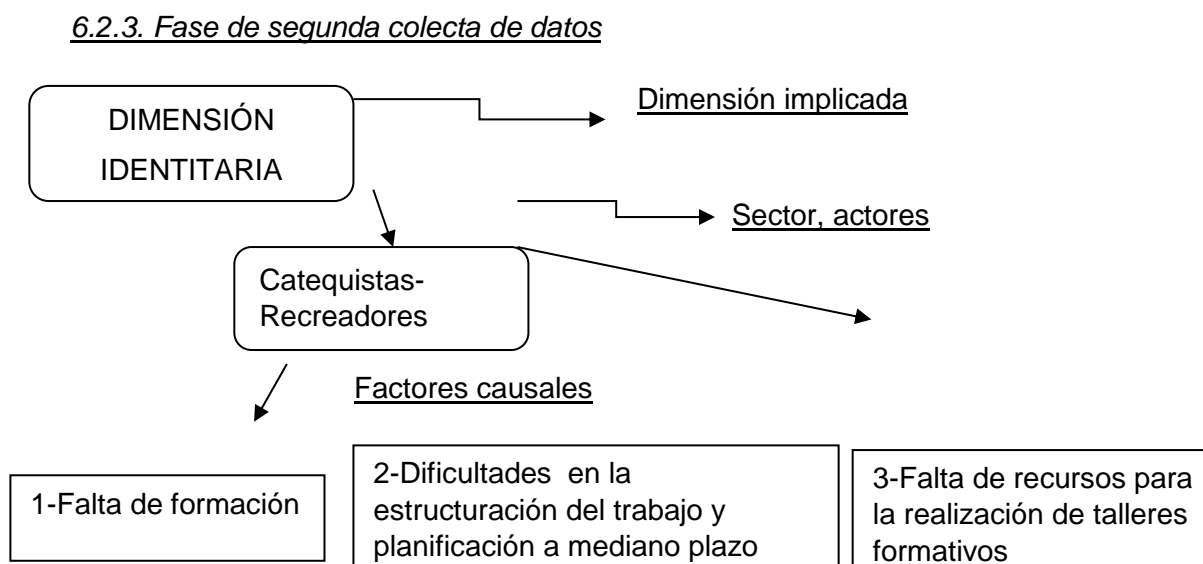 6.2.3. Fase de segunda colecta de datos
DIMENSIÓN
IDENTITARIA
Dimensión implicada
Sector, actores
Catequistas-
Recreadores
Factores causales
1-Falta de formación
2-Dificultades en la
estructuración del trabajo y
planificación a mediano plazo
3-Falta de recursos para
la realización de talleres
formativos